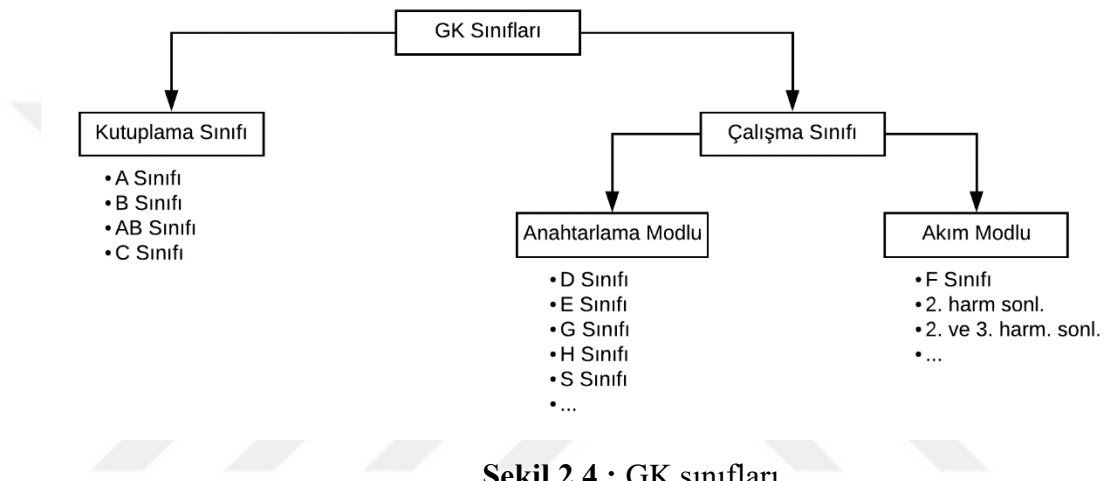 GK Sınıfları
Kutuplama Sınıfı
• A Sınıfı
• B Sınıfı
• AB Sınıfı
• C Sınıfı
Çalışma Sınıfı
Anahtarlama Modlu
• D Sınıfı
• E Sınıfı
• G Sınıfı
• H Sınıfı
• S Sınıfı
• ...
Akım Modlu
• F Sınıfı
• 2. harm sonl.
• 2. ve 3. harm. sonl.
• ...
Şekil 2.4 : GK sınıfları